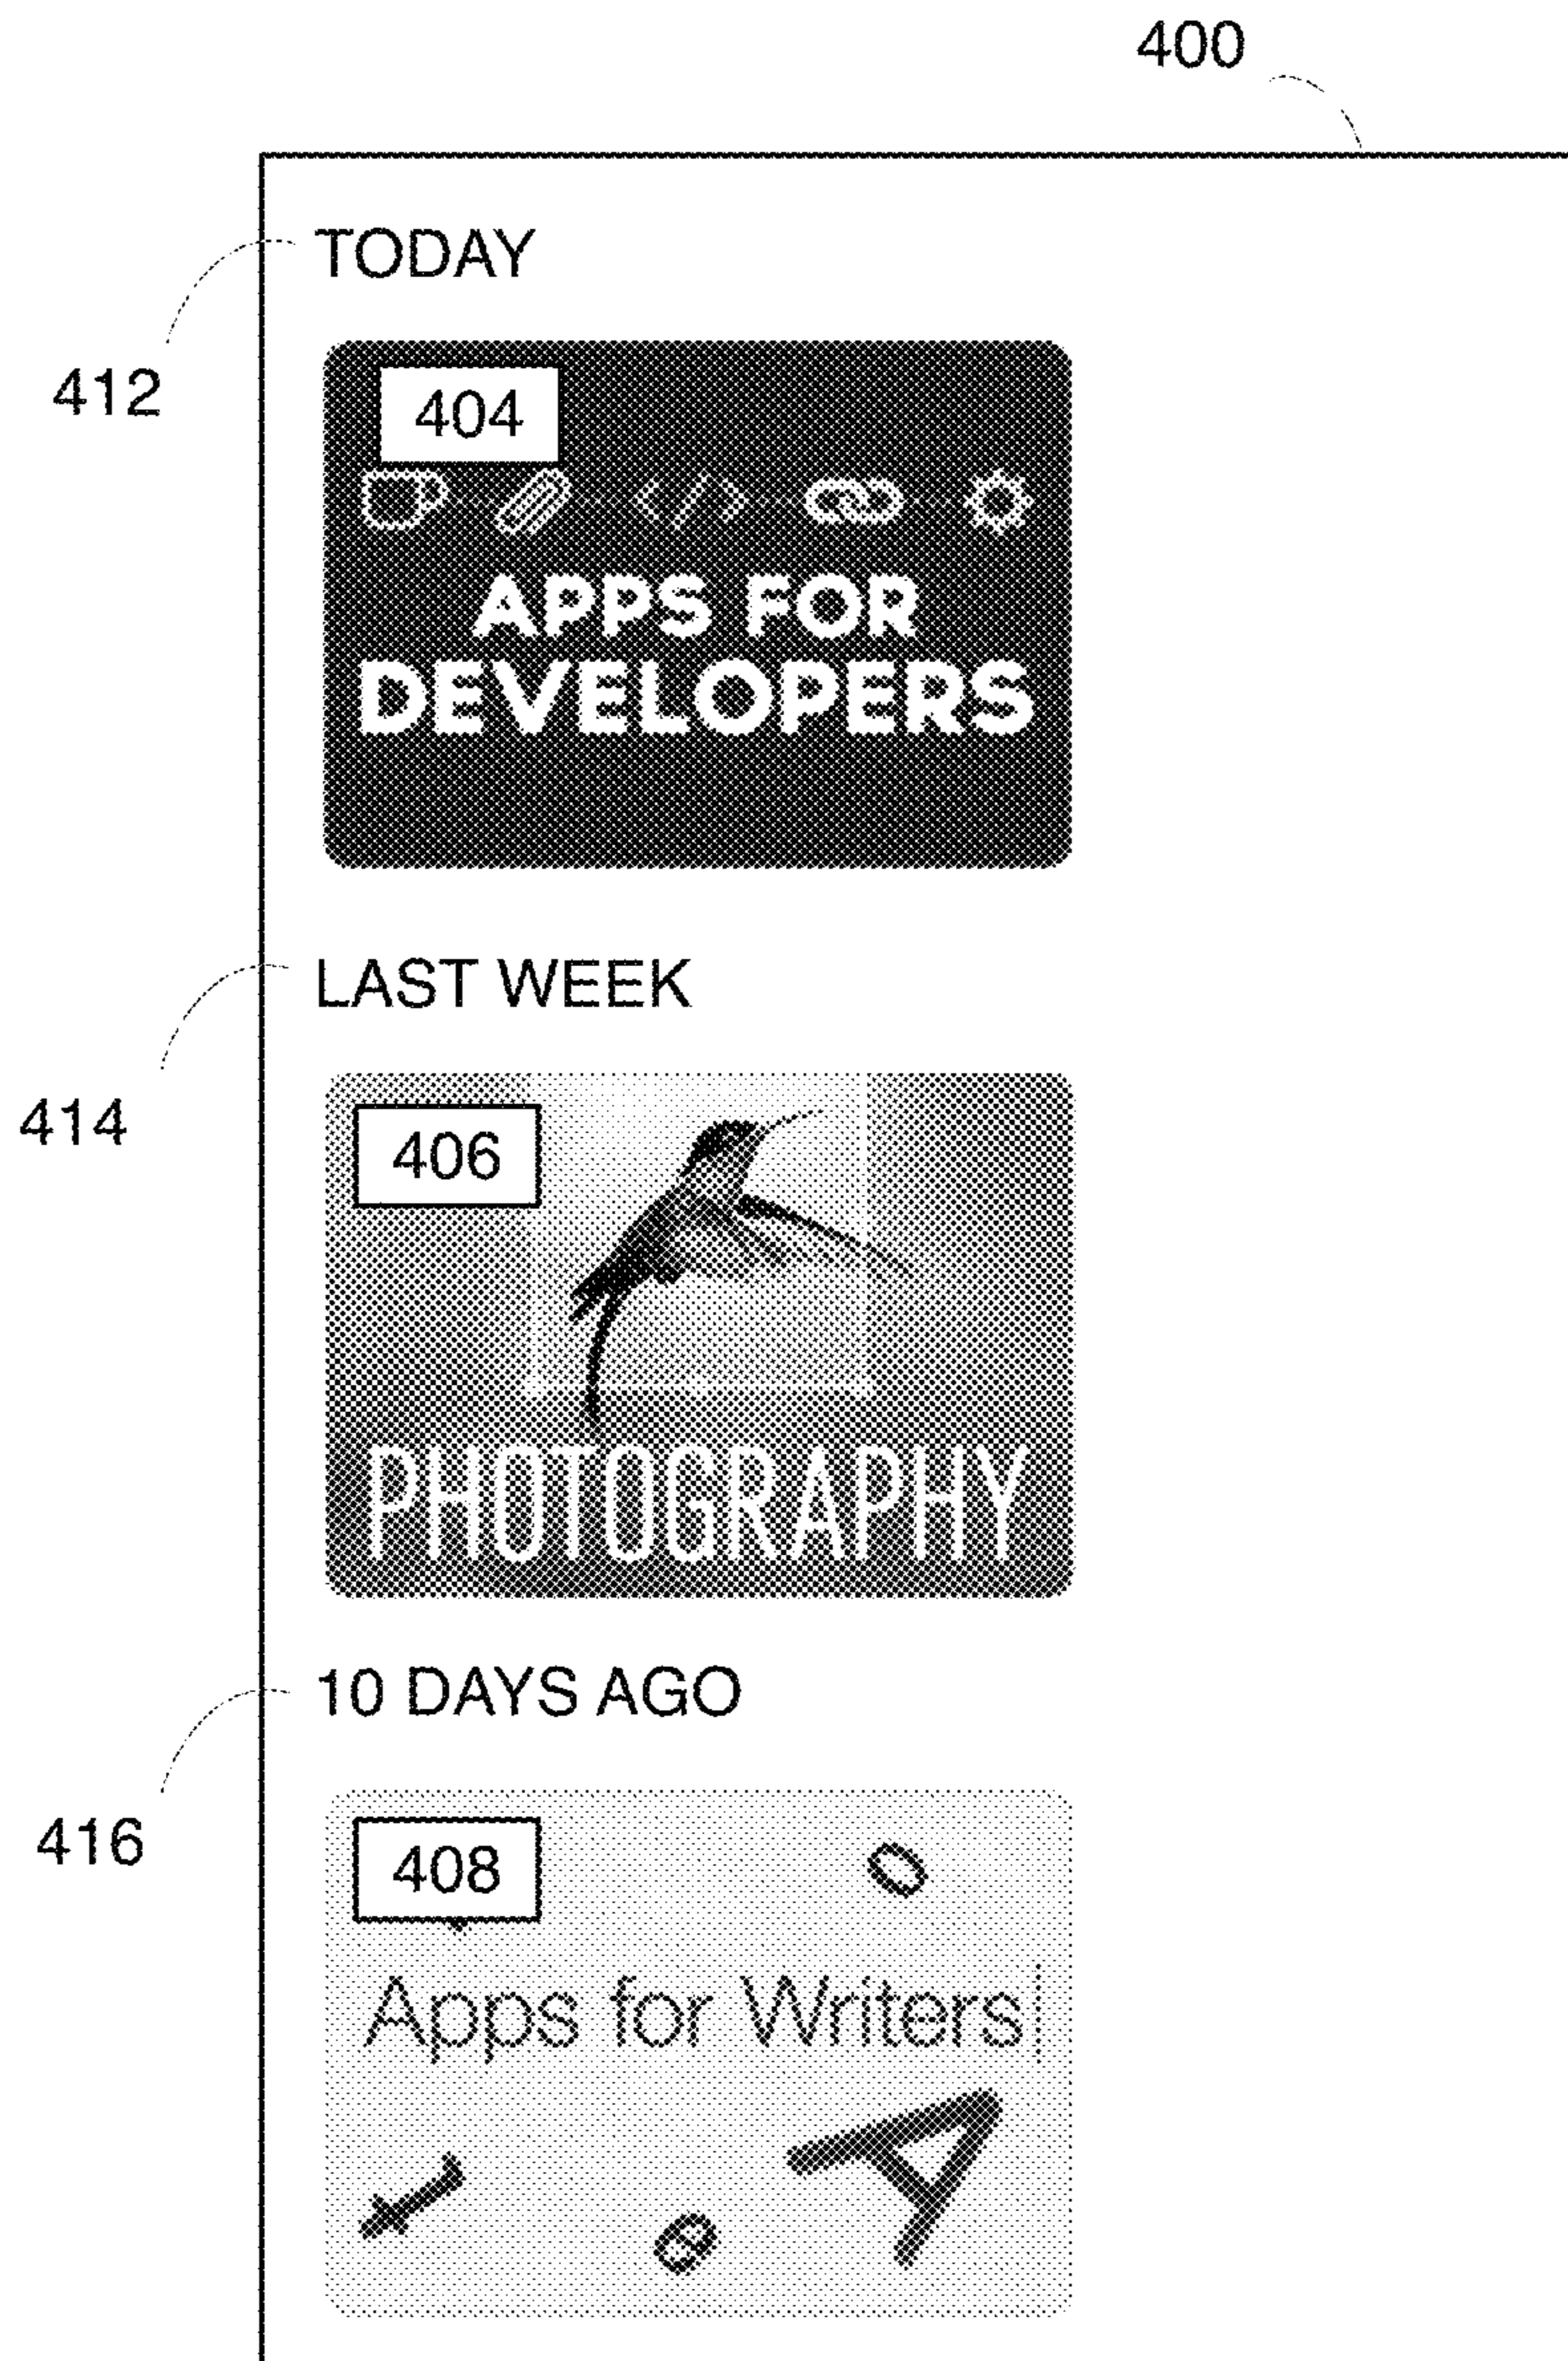 400
TODAY
412
404
</>
APPS FOR
DEVELOPERS
LAST WEEK
414
406
PHOTOGRAPHY
10 DAYS AGO
416
408
o
Apps for Writers!
A
t
e